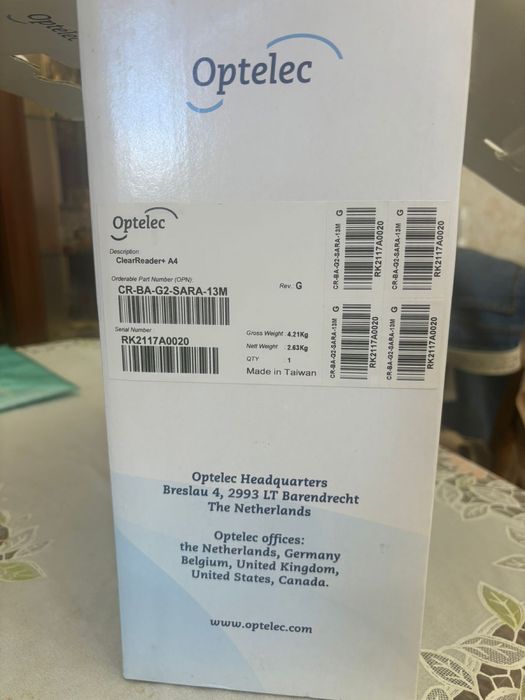 Optelec
Optelec
Optelec
Description
ClearReader+ A4
Orderable Part Number (OPN):
CR-BA-G2-SARA-13M
Rev.: G
Serial Number
RK2117A0020
Gross Weight : 4.21Kg
Nett Weight : 2.63Kg
QTY : 1
Made in Taiwan
CR-BA-G2-SARA-13M G
RK2117A0020
CR-BA-G2-SARA-13M G
RK2117A0020
CR-BA-G2-SARA-13M G
RK2117A0020
CR-BA-G2-SARA-13M G
RK2117A0020
Optelec Headquarters
Breslau 4, 2993 LT Barendrecht
The Netherlands
Optelec offices:
the Netherlands, Germany
Belgium, United Kingdom,
United States, Canada.
www.optelec.com